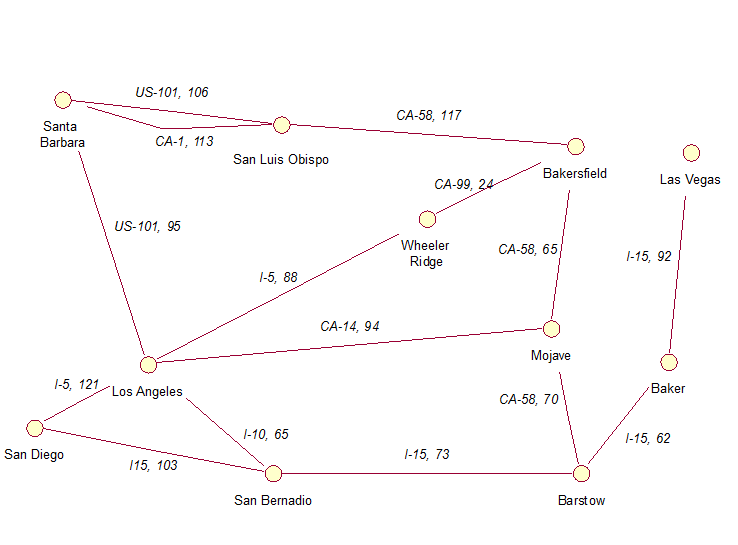 US-101, 106
CA-58, 117
Santa
Barbara
CA-1, 113
San Luis Obispo
Bakersfield
Las Vegas
CA-99, 24
US-101, 95
Wheeler
Ridge
CA-58, 65
I-15, 92
I-5, 88
CA-14, 94
Mojave
I-5, 121
Los Angeles
Baker
CA-58, 70
I-10, 65
I-15, 62
San Diego
I15, 103
I-15, 73
San Bernadio
Barstow